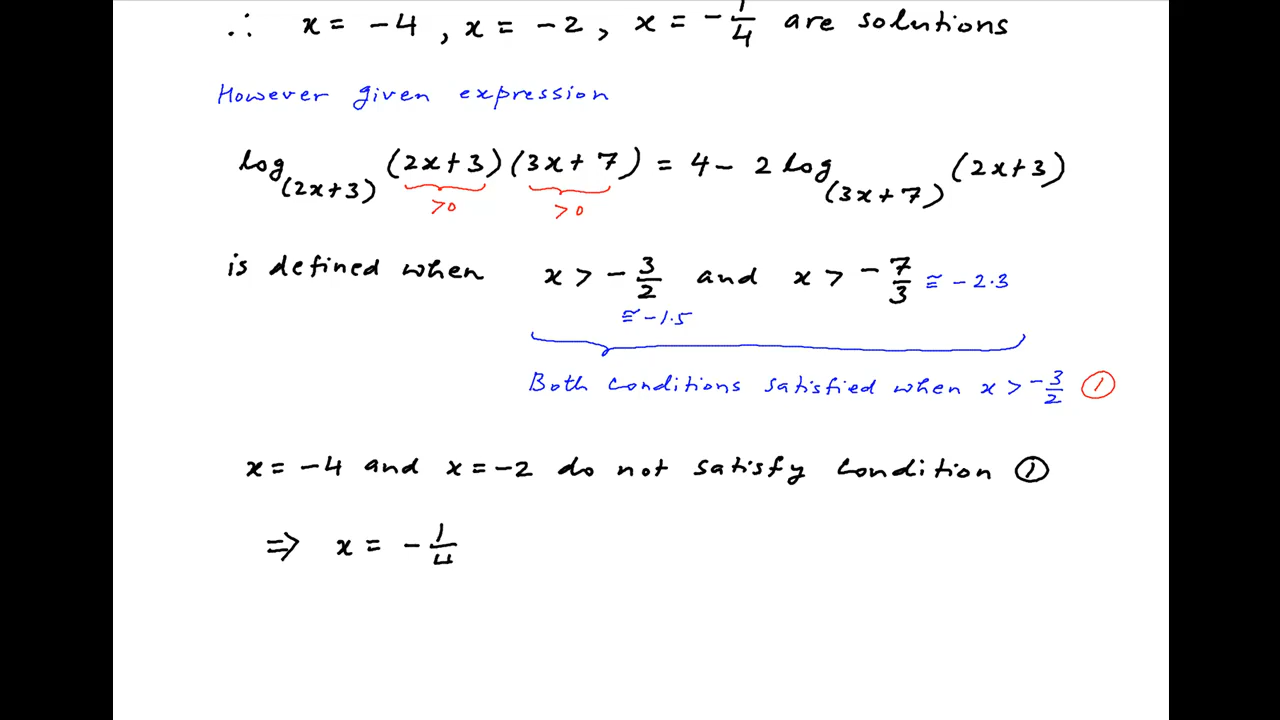 ∴ x = -4 , x = -2 , x = -1/4 are solutions
However given expression
log_(2x+3) (2x+3)(3x+7) = 4 - 2 log_(3x+7) (2x+3)
>0 >0
is defined when x > -3/2 and x > -7/3 ≅ -2.3
≅ -1.5
Both conditions satisfied when x > -3/2 ①
x = -4 and x = -2 do not satisfy condition ①
⇒ x = -1/4